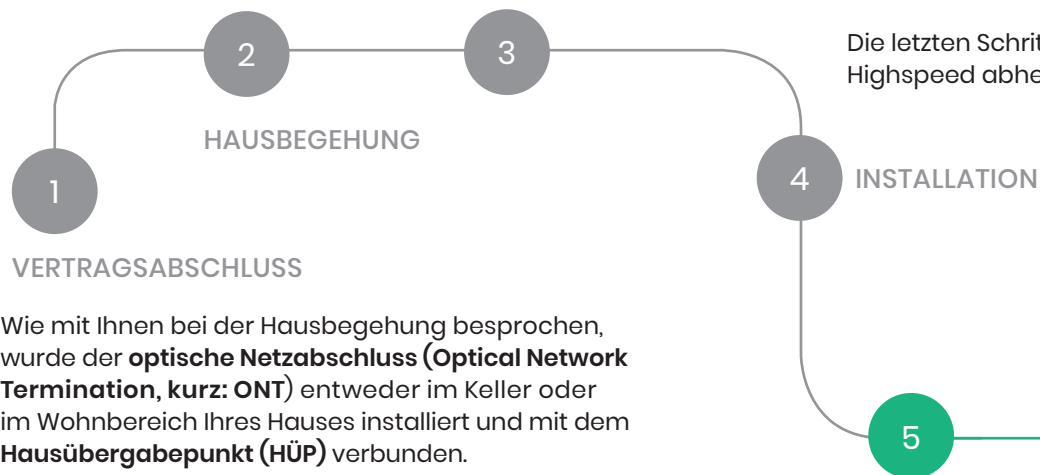 2
3
Die letzten
Highspeed
HAUSBEGEHUNG
1
4
INSTALLATION
VERTRAGSABSCHLUSS
Wie mit Ihnen bei der Hausbegehung besprochen,
wurde der optische Netzabschluss (Optical Network
Termination, kurz: ONT) entweder im Keller oder
im Wohnbereich Ihres Hauses installiert und mit dem
Hausübergabepunkt (HÜP) verbunden.
5